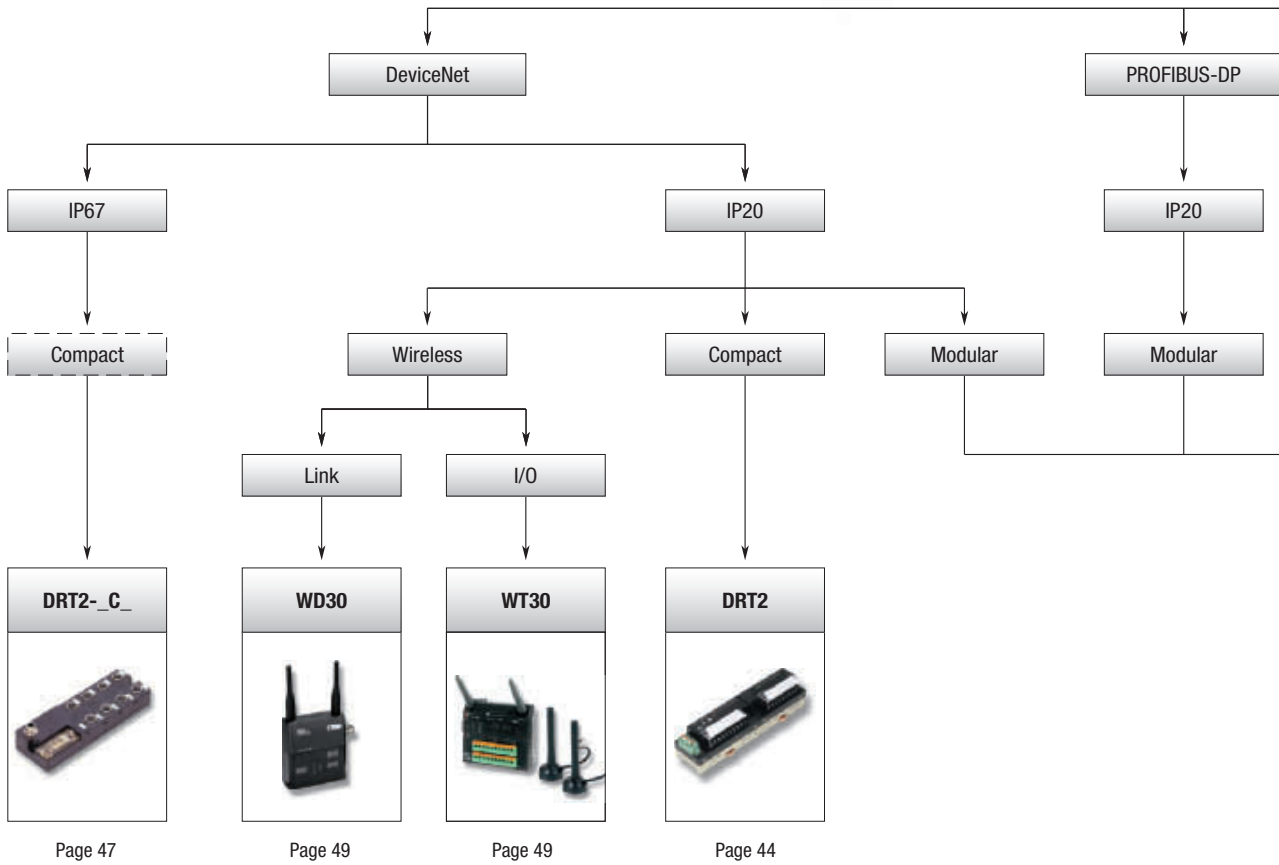 DeviceNet
PROFIBUS-DP
IP67
IP20
IP20
Compact
Wireless
Compact
Modular
Modular
Link
I/O
DRT2-_C_
WD30
WT30
DRT2
Page 47
Page 49
Page 49
Page 44